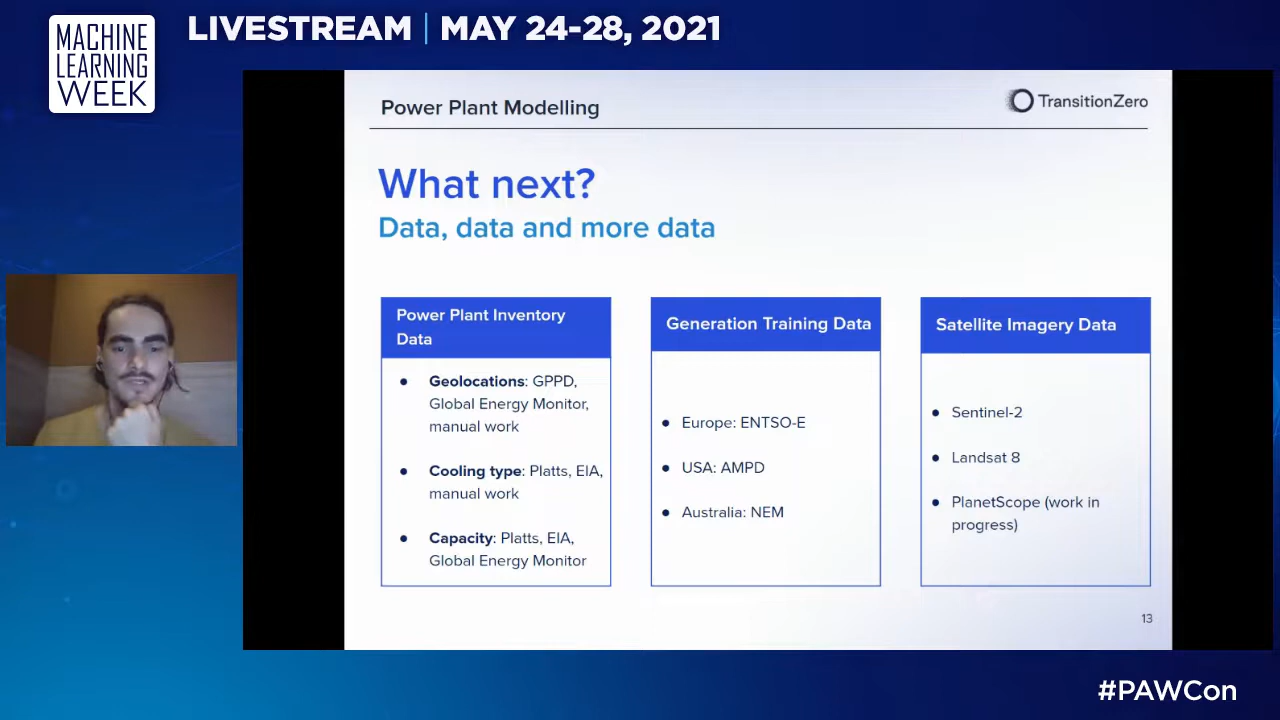 MACHINE
LEARNING
WEEK
LIVESTREAM | MAY 24-28, 2021
Power Plant Modelling
TransitionZero
What next?
Data, data and more data
Power Plant Inventory
Data
● Geolocations: GPPD,
Global Energy Monitor,
manual work
● Cooling type: Platts, EIA,
manual work
● Capacity: Platts, EIA,
Global Energy Monitor
Generation Training Data
● Europe: ENTSO-E
● USA: AMPD
● Australia: NEM
Satellite Imagery Data
● Sentinel-2
● Landsat 8
● PlanetScope (work in
progress)
13
#PAWCon